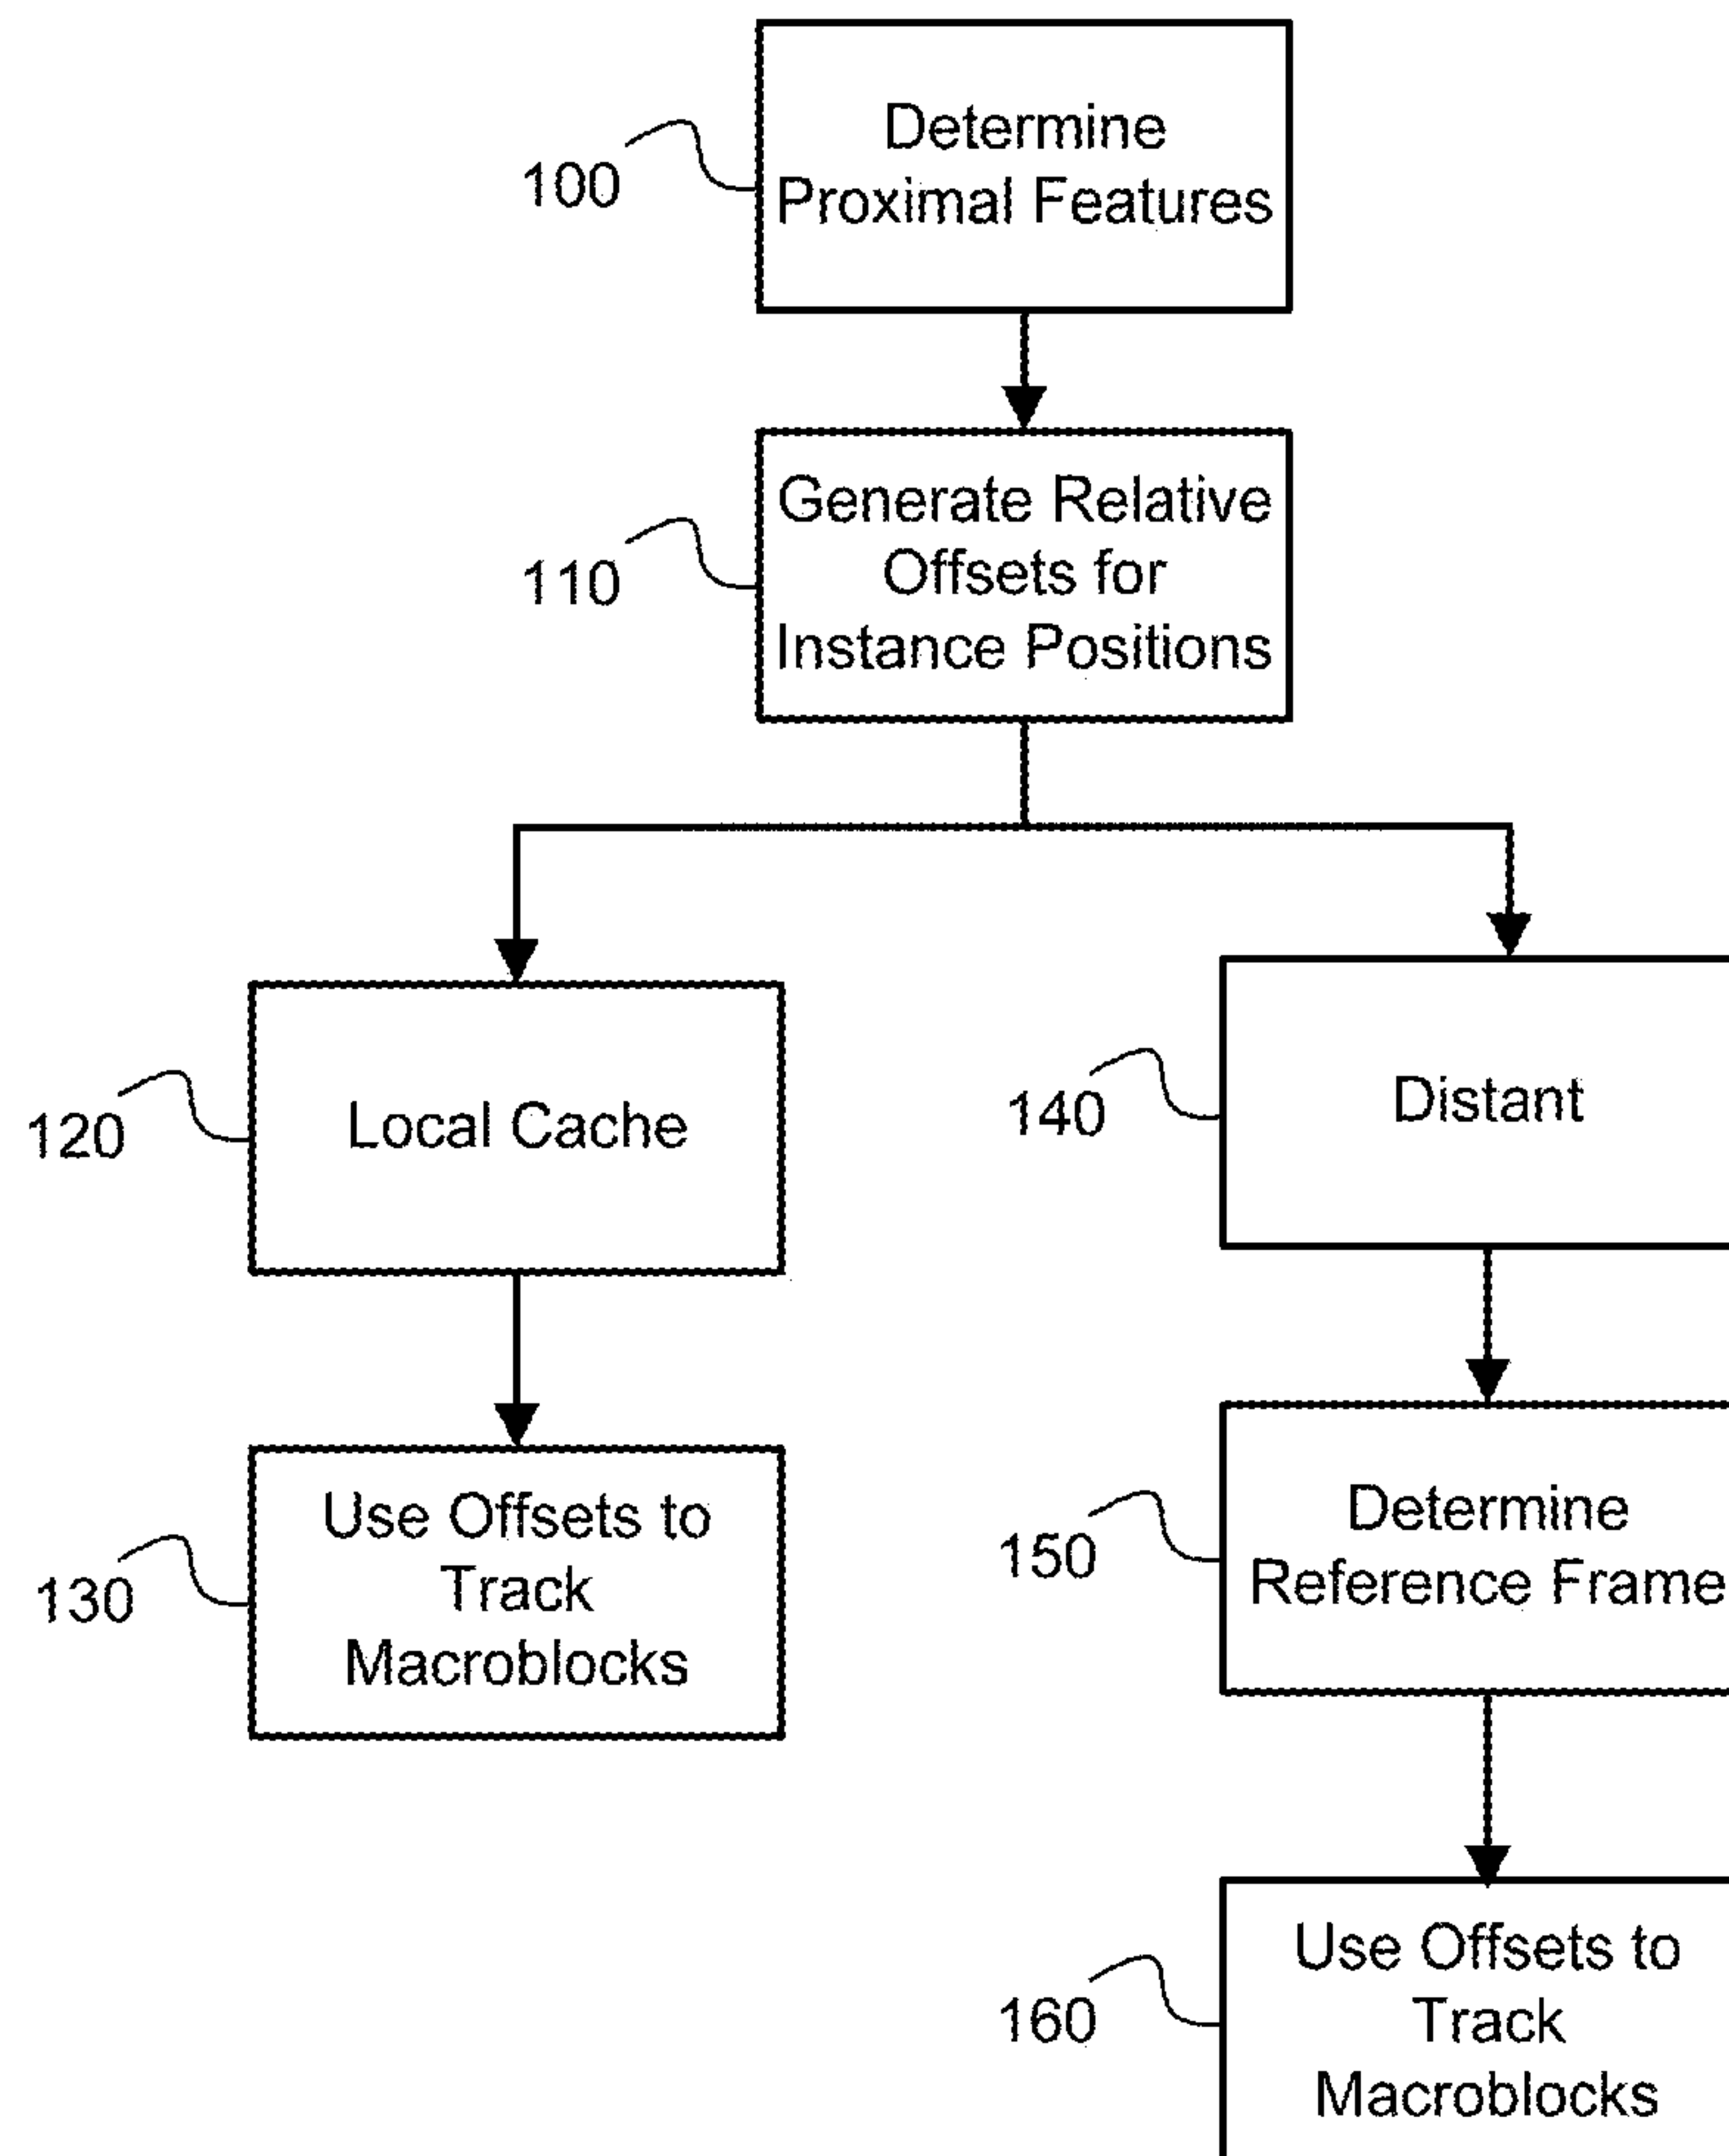 100
Determine
Proximal Features
110
Generate Relative
Offsets for
Instance Positions
120
Local Cache
140
Distant
130
Use Offsets to
Track
Macroblocks
150
Determine
Reference Frame
160
Use Offsets to
Track
Macroblocks